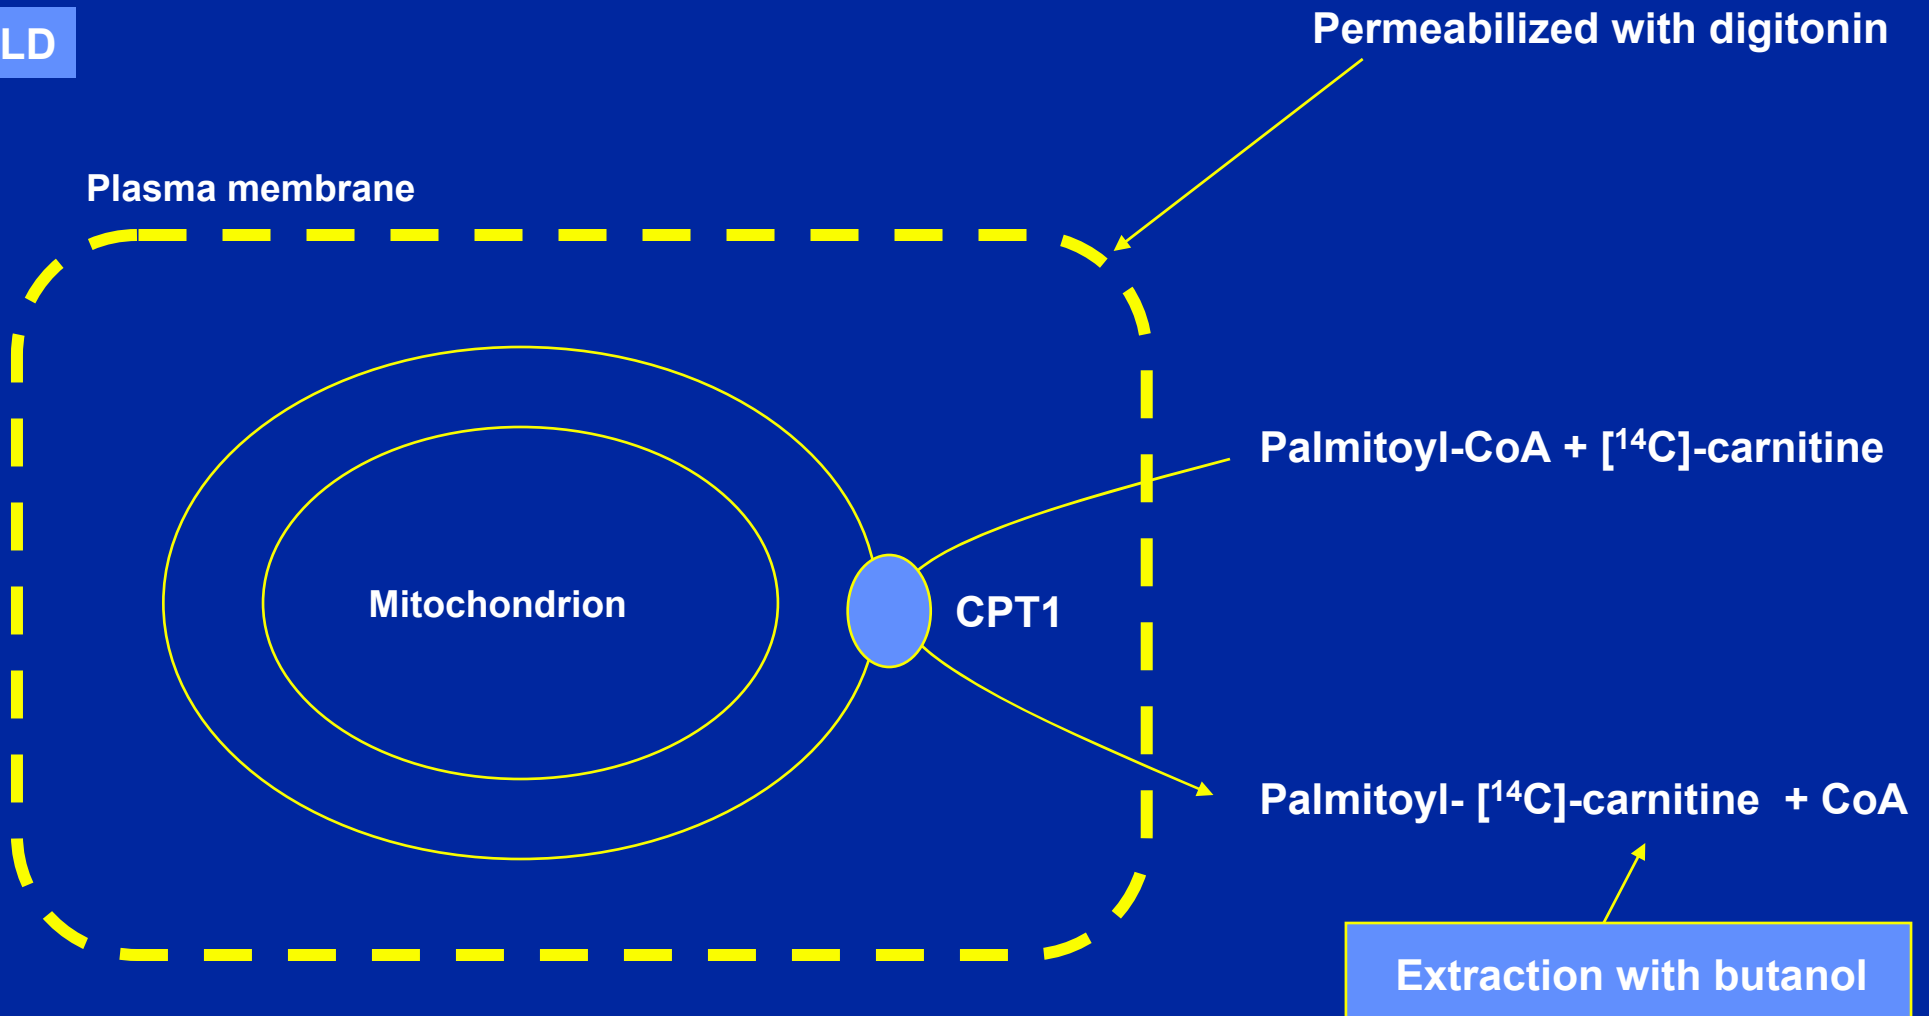 LD
Permeabilized with digitonin
Plasma membrane
Palmitoyl-CoA + [¹⁴C]-carnitine
Mitochondrion
CPT1
Palmitoyl- [¹⁴C]-carnitine + CoA
Extraction with butanol